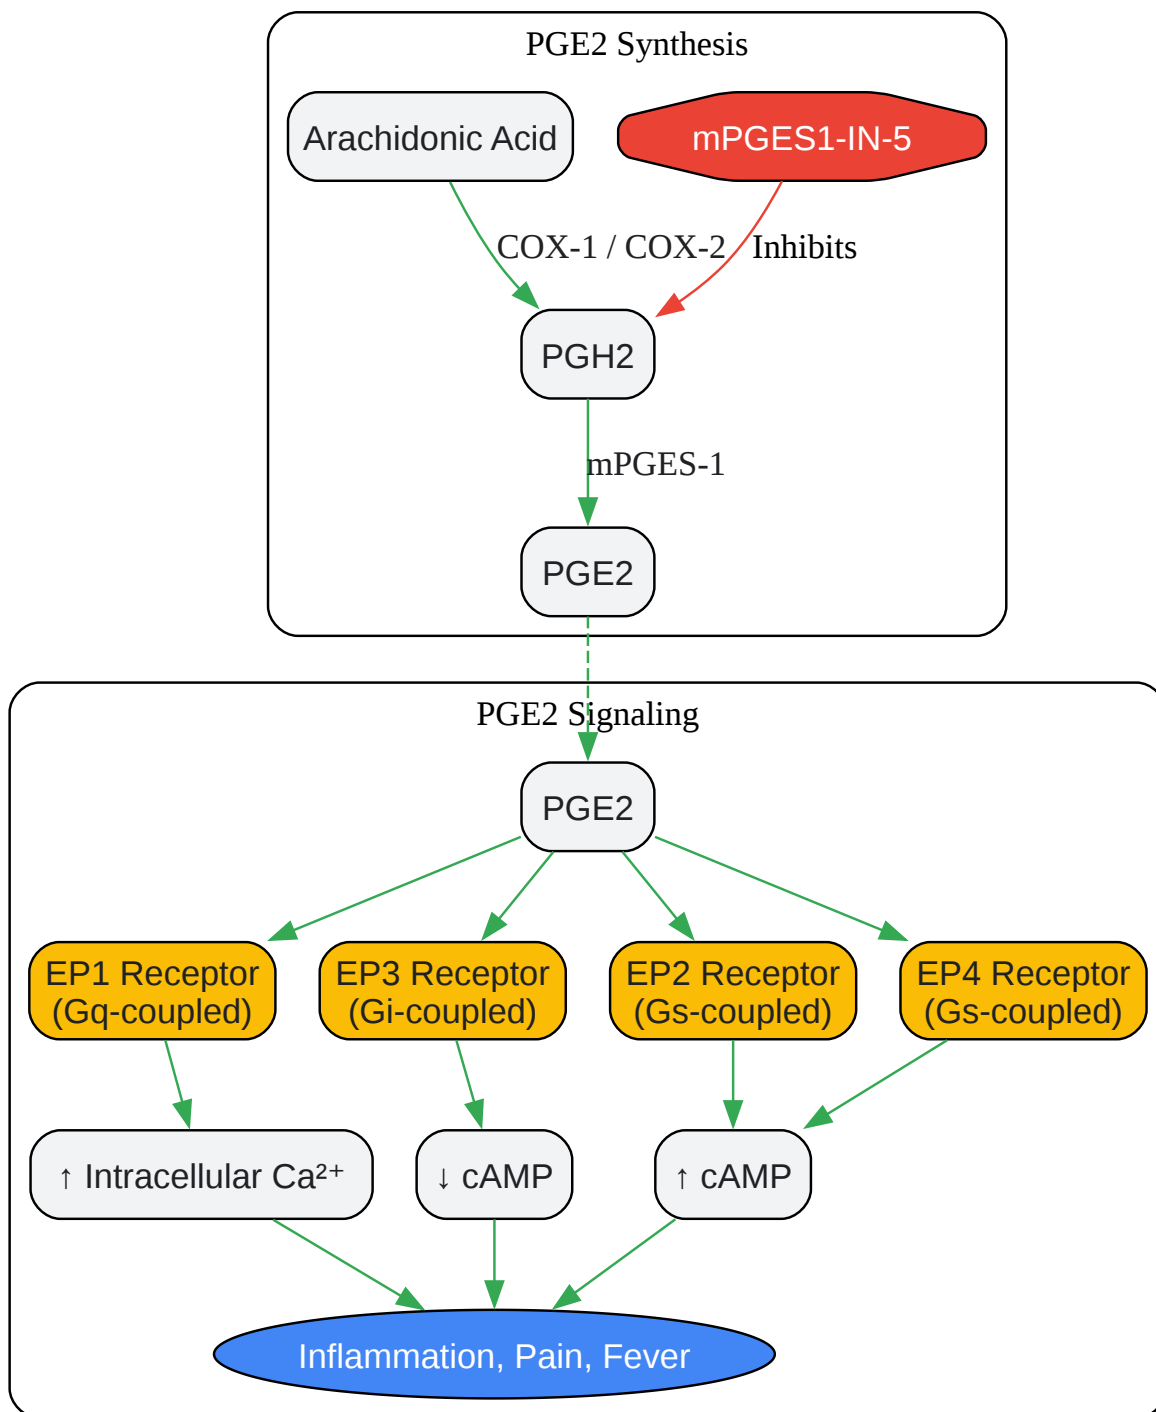 PGE2 Synthesis
Arachidonic Acid
mPGES1-IN-5
COX-1 / COX-2
Inhibits
PGH2
mPGES-1
PGE2
PGE2 Signaling
PGE2
EP1 Receptor
(Gq-coupled)
EP3 Receptor
(Gi-coupled)
EP2 Receptor
(Gs-coupled)
EP4 Receptor
(Gs-coupled)
↑ Intracellular Ca²⁺
↓ cAMP
↑ cAMP
Inflammation, Pain, Fever